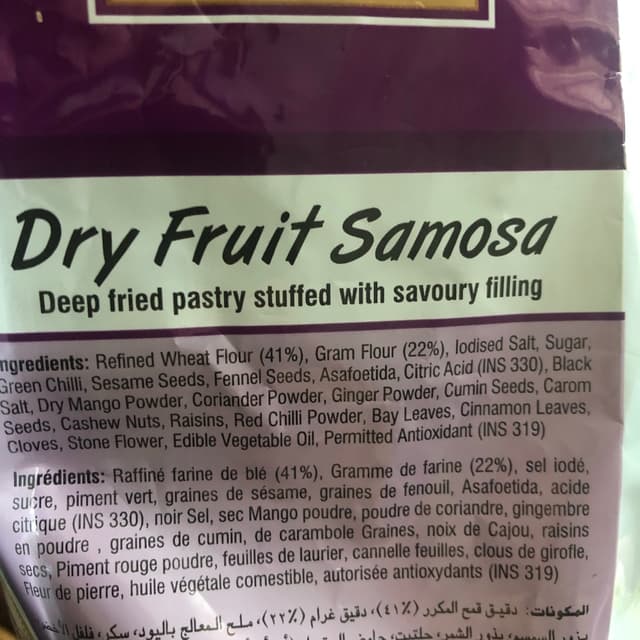 Dry Fruit Samosa
Deep fried pastry stuffed with savoury filling
ngredients: Refined Wheat Flour (41%), Gram Flour (22%), Iodised Salt, Sugar,
Green Chilli, Sesame Seeds, Fennel Seeds, Asafoetida, Citric Acid (INS 330), Black
Salt, Dry Mango Powder, Coriander Powder, Ginger Powder, Cumin Seeds, Carom
Seeds, Cashew Nuts, Raisins, Red Chilli Powder, Bay Leaves, Cinnamon Leaves,
Cloves, Stone Flower, Edible Vegetable Oil, Permitted Antioxidant (INS 319)
Ingrédients: Raffiné farine de blé (41%), Gramme de farine (22%), sel iodé,
sucre, piment vert, graines de sésame, graines de fenouil, Asafoetida, acide
citrique (INS 330), noir Sel, sec Mango poudre, poudre de coriandre, gingembre
en poudre , graines de cumin, de carambole Graines, noix de Cajou, raisins
secs, Piment rouge poudre, feuilles de laurier, cannelle feuilles, clous de girofle,
Fleur de pierre, huile végétale comestible, autorisée antioxydants (INS 319)
المكونات: دقيق قمح المكرر (٤١٪)، دقيق غرام (٢٢٪)، ملح المعالج باليود، سكر، فلفل